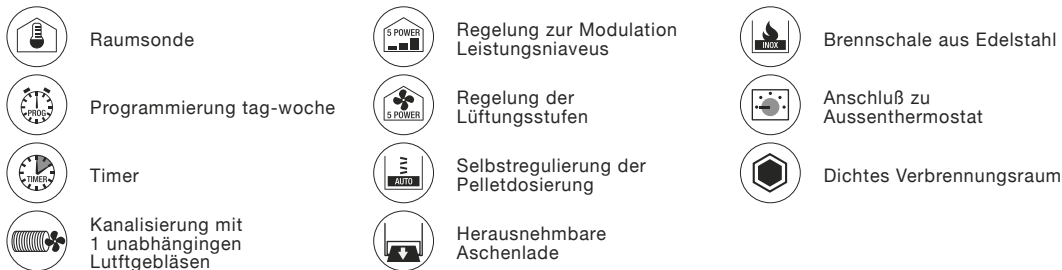 Raumsonde
PROG.
Programmierung tag-woche
TIMER
Timer
Kanalisierung mit
1 unabhängingen
Lutftgebläsen
5 POWER
Regelung zur Modulation
Leistungsniaveus
5 POWER
Regelung der
Lüftungsstufen
AUTO
Selbstregulierung der
Pelletdosierung
Herausnehmbare
Aschenlade
INOX
Brennschale aus Edelstahl
Anschluß zu
Aussenthermostat
Dichtes Verbrennungsraum